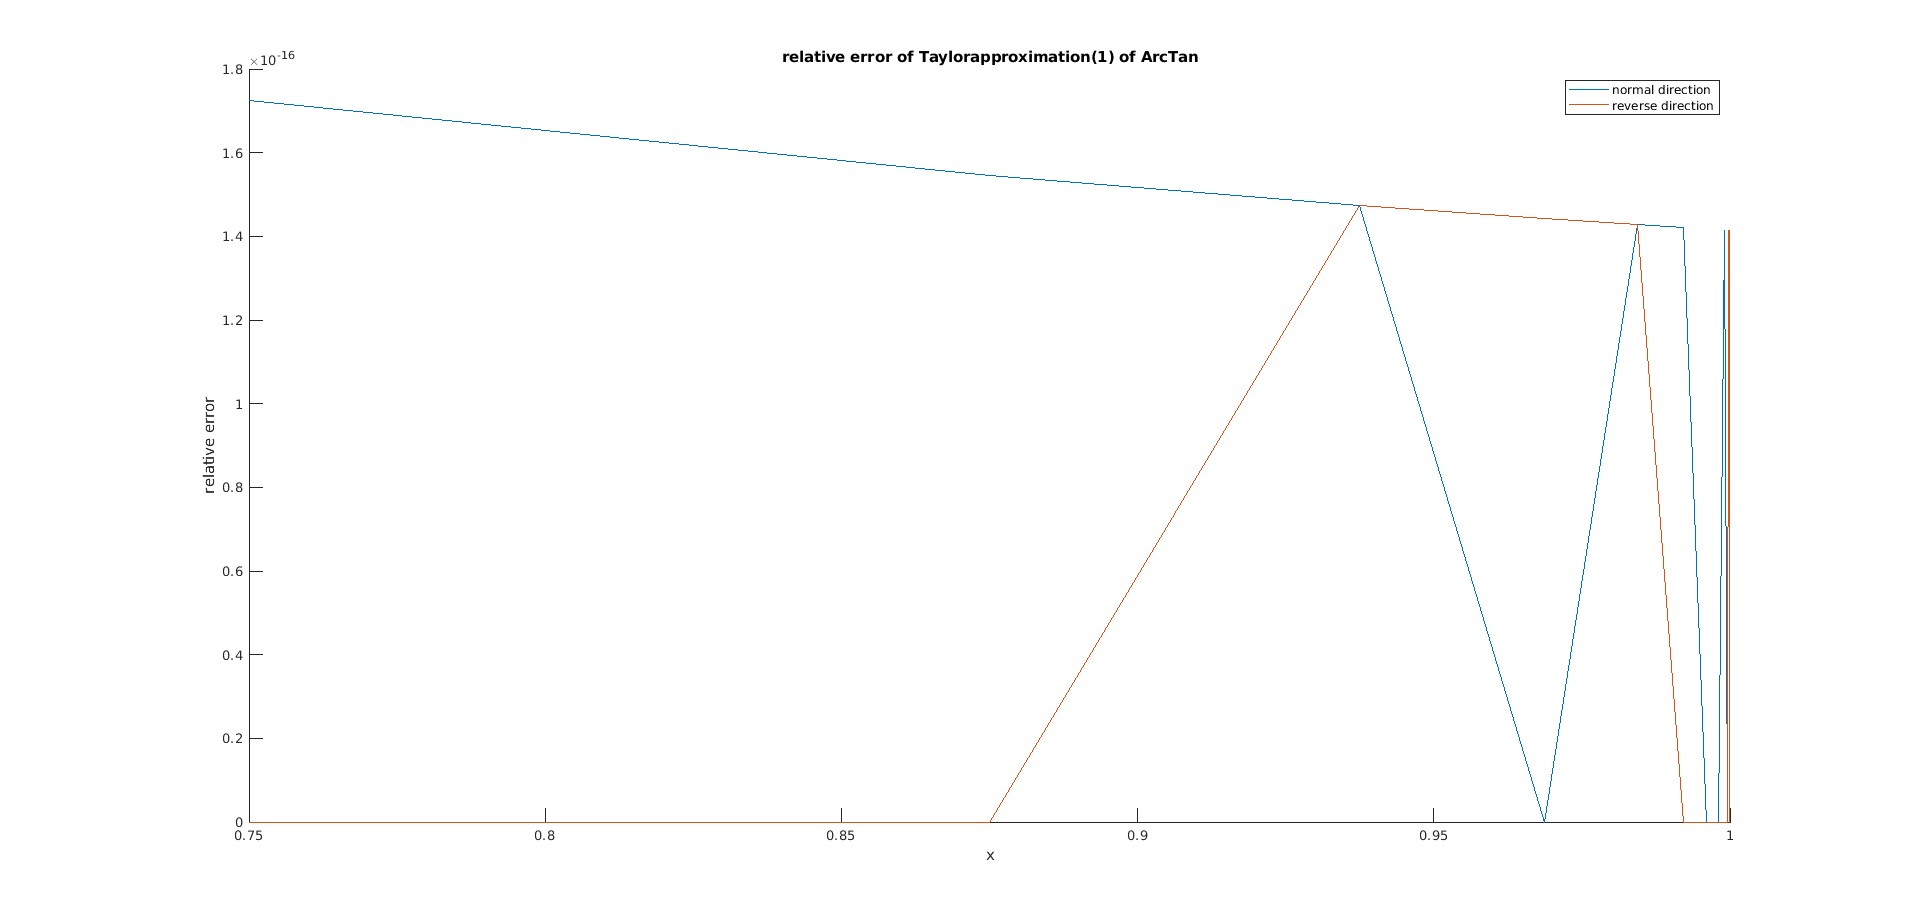 relative error of Taylorapproximation(1) of ArcTan
×10-16
normal direction
reverse direction
1.8
1.6
1.4
1.2
1
0.8
0.6
0.4
0.2
0
relative error
0.75 0.8 0.85 0.9 0.95 1
x